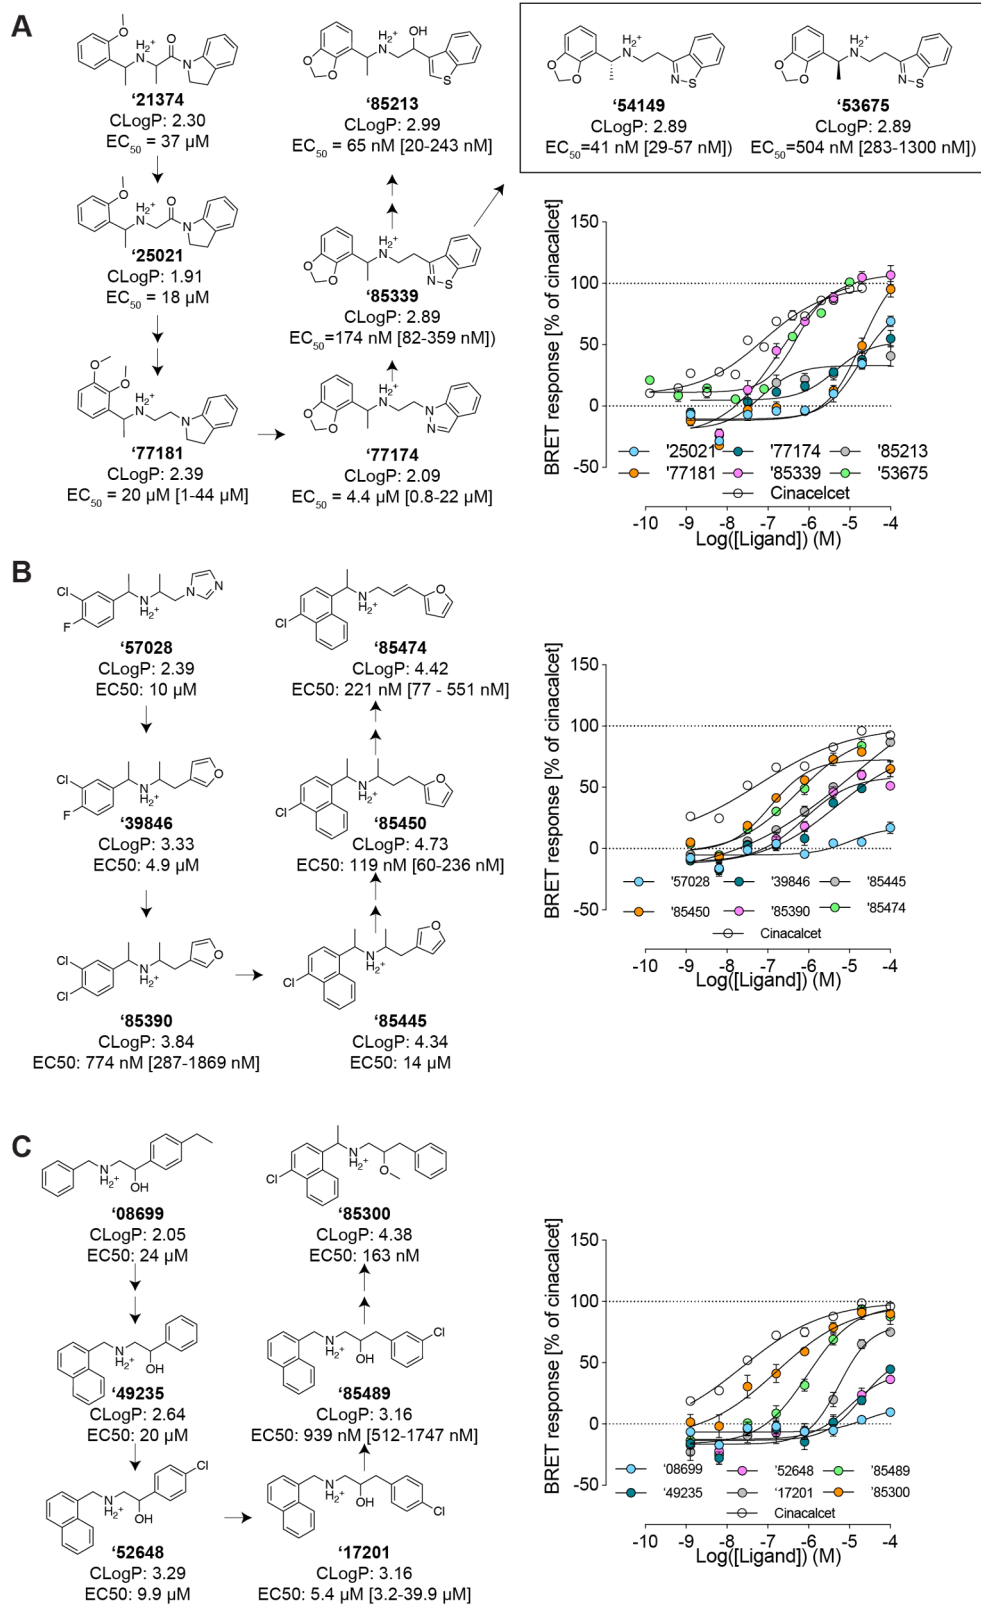 A
'21374
CLogP: 2.30
EC50 = 37 µM
'25021
CLogP: 1.91
EC50 = 18 µM
'77181
CLogP: 2.39
EC50 = 20 µM [1-44 µM]
'85213
CLogP: 2.99
EC50 = 65 nM [20-243 nM]
'85339
CLogP: 2.89
EC50=174 nM [82-359 nM])
'77174
CLogP: 2.09
EC50 = 4.4 µM [0.8-22 µM]
'54149
CLogP: 2.89
EC50=41 nM [29-57 nM])
'53675
CLogP: 2.89
EC50=504 nM [283-1300 nM])
BRET response [% of cinacalcet]
150
100
50
0
-50
'25021 '77174 '85213
'77181 '85339 '53675
Cinacelcet
-10 -9 -8 -7 -6 -5 -4
Log([Ligand]) (M)
B
'57028
CLogP: 2.39
EC50: 10 µM
'39846
CLogP: 3.33
EC50: 4.9 µM
'85390
CLogP: 3.84
EC50: 774 nM [287-1869 nM]
'85474
CLogP: 4.42
EC50: 221 nM [77 - 551 nM]
'85450
CLogP: 4.73
EC50: 119 nM [60-236 nM]
'85445
CLogP: 4.34
EC50: 14 µM
BRET response [% of cinacalcet]
150
100
50
0
-50
'57028 '39846 '85445
'85450 '85390 '85474
Cinacalcet
-10 -9 -8 -7 -6 -5 -4
Log([Ligand]) (M)
C
'08699
CLogP: 2.05
EC50: 24 µM
'49235
CLogP: 2.64
EC50: 20 µM
'52648
CLogP: 3.29
EC50: 9.9 µM
'85300
CLogP: 4.38
EC50: 163 nM
'85489
CLogP: 3.16
EC50: 939 nM [512-1747 nM]
'17201
CLogP: 3.16
EC50: 5.4 µM [3.2-39.9 µM]
BRET response [% of cinacalcet]
150
100
50
0
-50
'08699 '52648 '85489
'49235 '17201 '85300
Cinacalcet
-10 -9 -8 -7 -6 -5 -4
Log([Ligand]) (M)